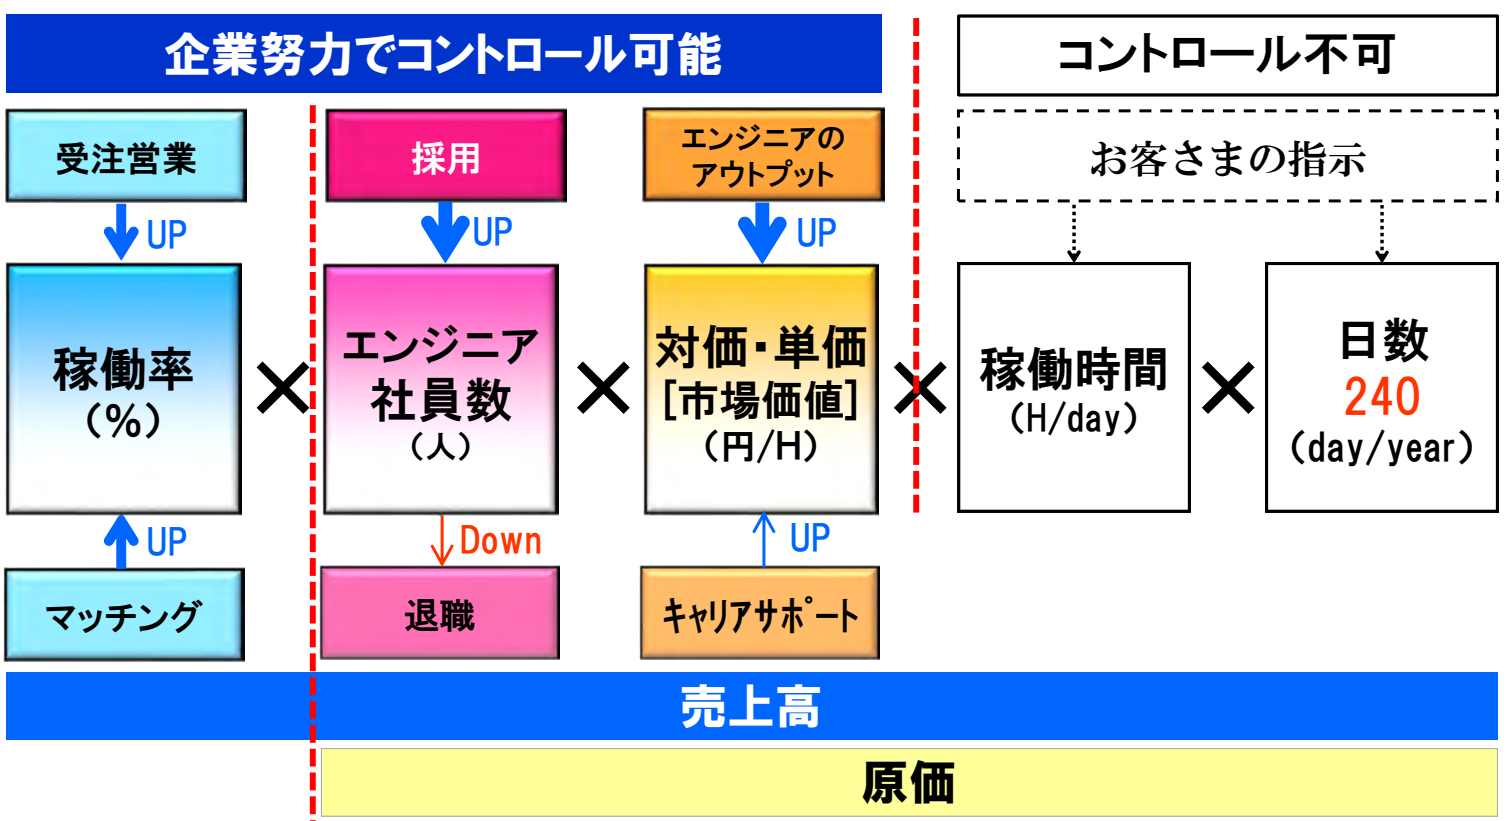 企業努力でコントロール可能
コントロール不可
受注営業
採用
エンジニアの
アウトプット
お客さまの指示
UP
UP
UP
稼働率
(%)
×
エンジニア
社員数
(人)
×
対価・単価
[市場価値]
(円/H)
×
稼働時間
(H/day)
×
日数
240
(day/year)
UP
Down
UP
マッチング
退職
キャリアサポート
売上高
原価